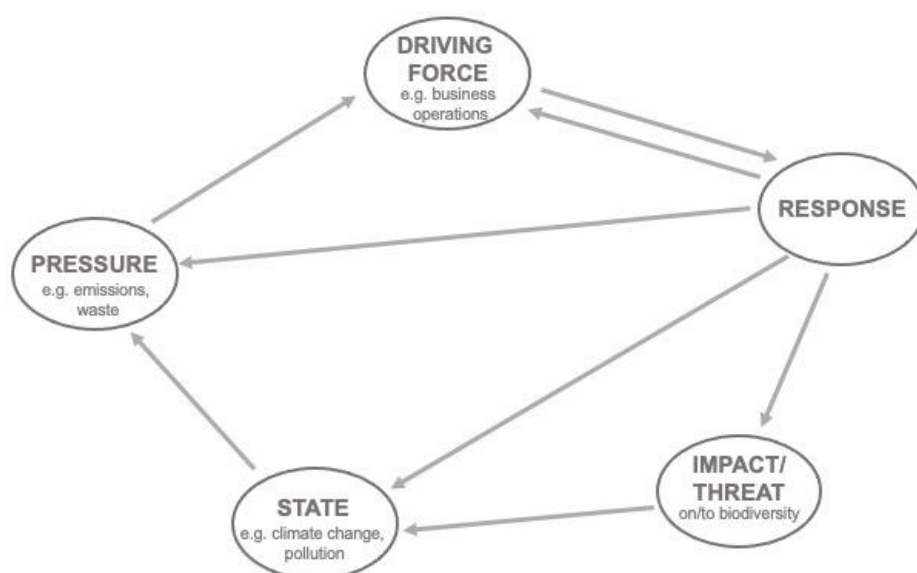 DRIVING
FORCE
e.g. business
operations
RESPONSE
PRESSURE
e.g. emissions,
waste
IMPACT/
THREAT
on/to biodiversity
STATE
e.g. climate change,
pollution